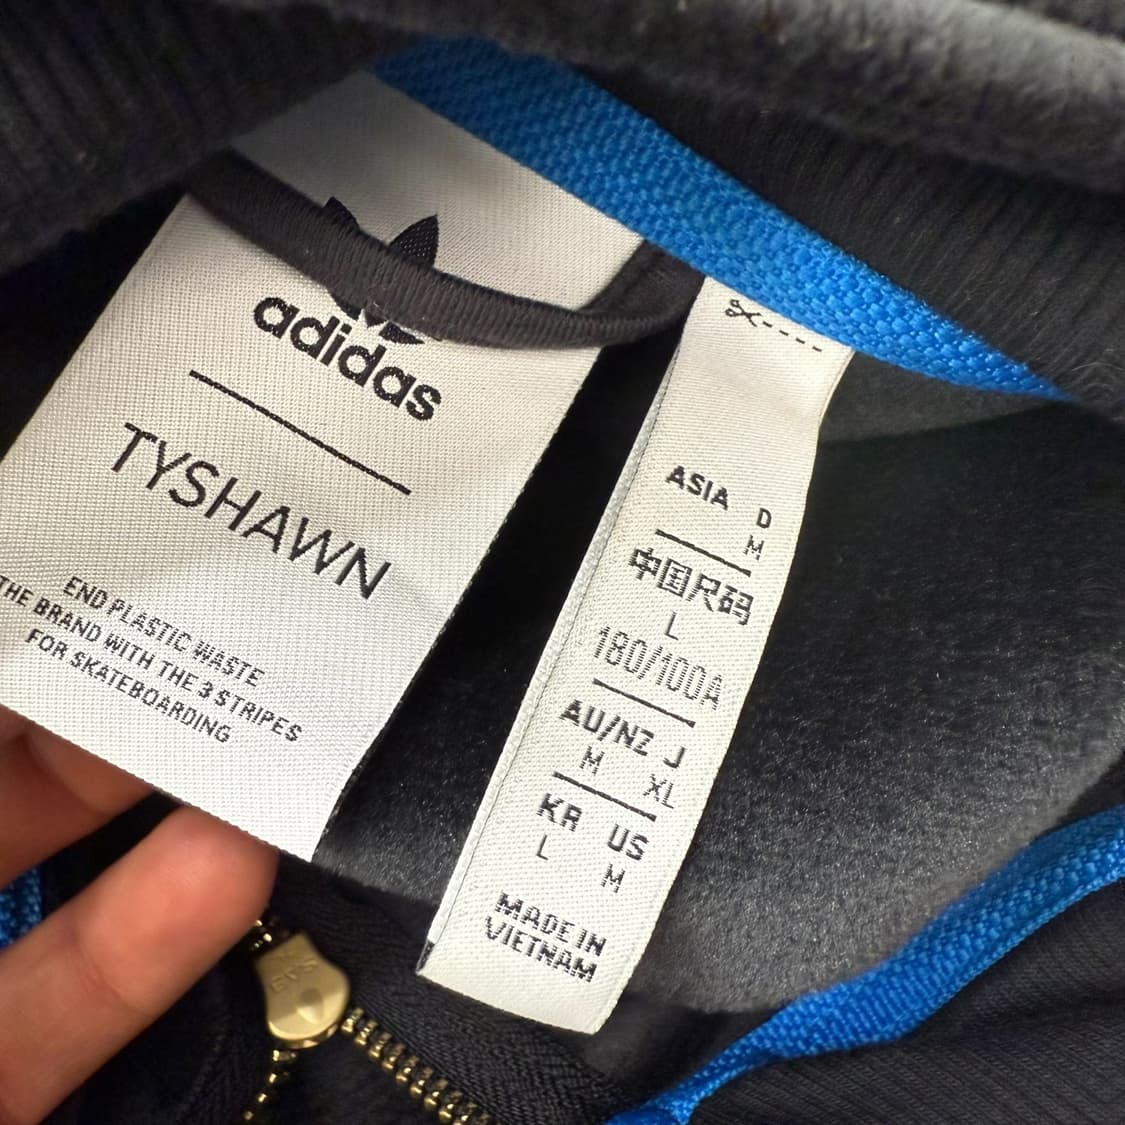 adidas
TYSHAWN
END PLASTIC WASTE
THE BRAND WITH THE 3 STRIPES
FOR SKATEBOARDING
ASIA D
M
中国尺码
L
180/100A
AU/NZ J
M XL
KR US
L M
MADE IN
VIETNAM